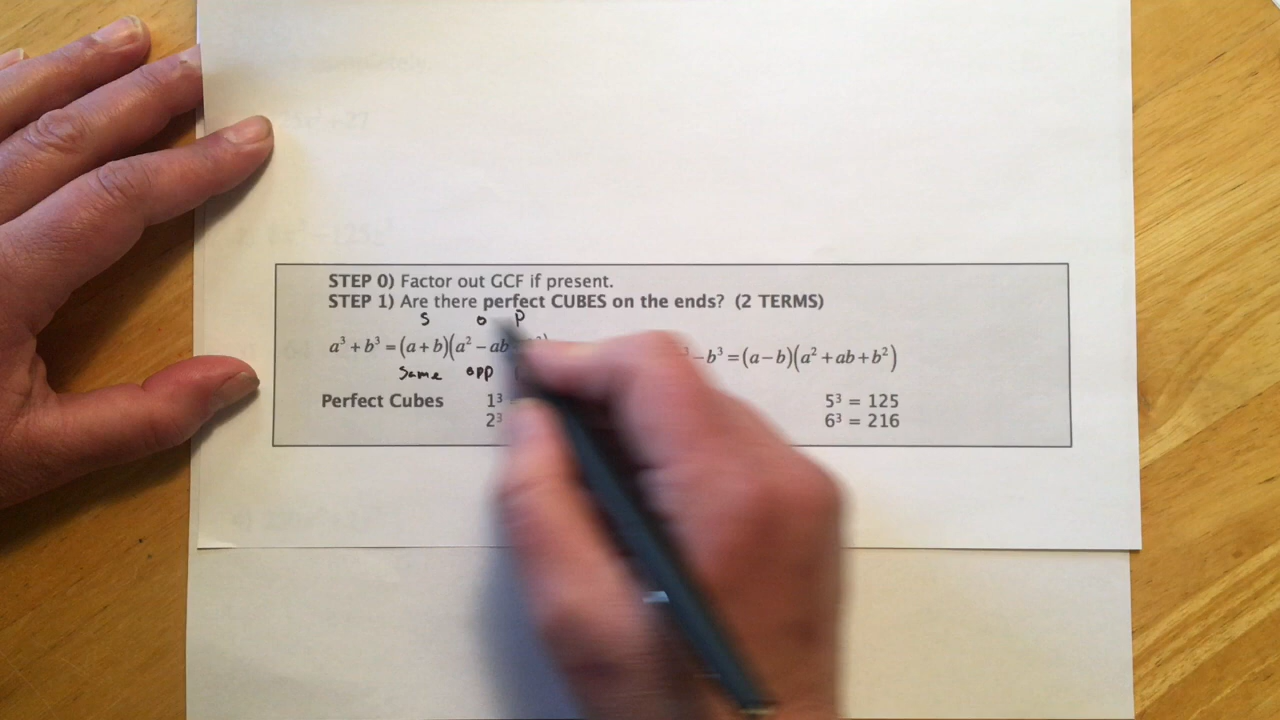 STEP 0) Factor out GCF if present.
STEP 1) Are there perfect CUBES on the ends? (2 TERMS)
S O P
a³ + b³ = (a + b)(a² − ab
− b³ = (a − b)(a² + ab + b²)
Same opp
Perfect Cubes 1³ 5³ = 125
2³ 6³ = 216